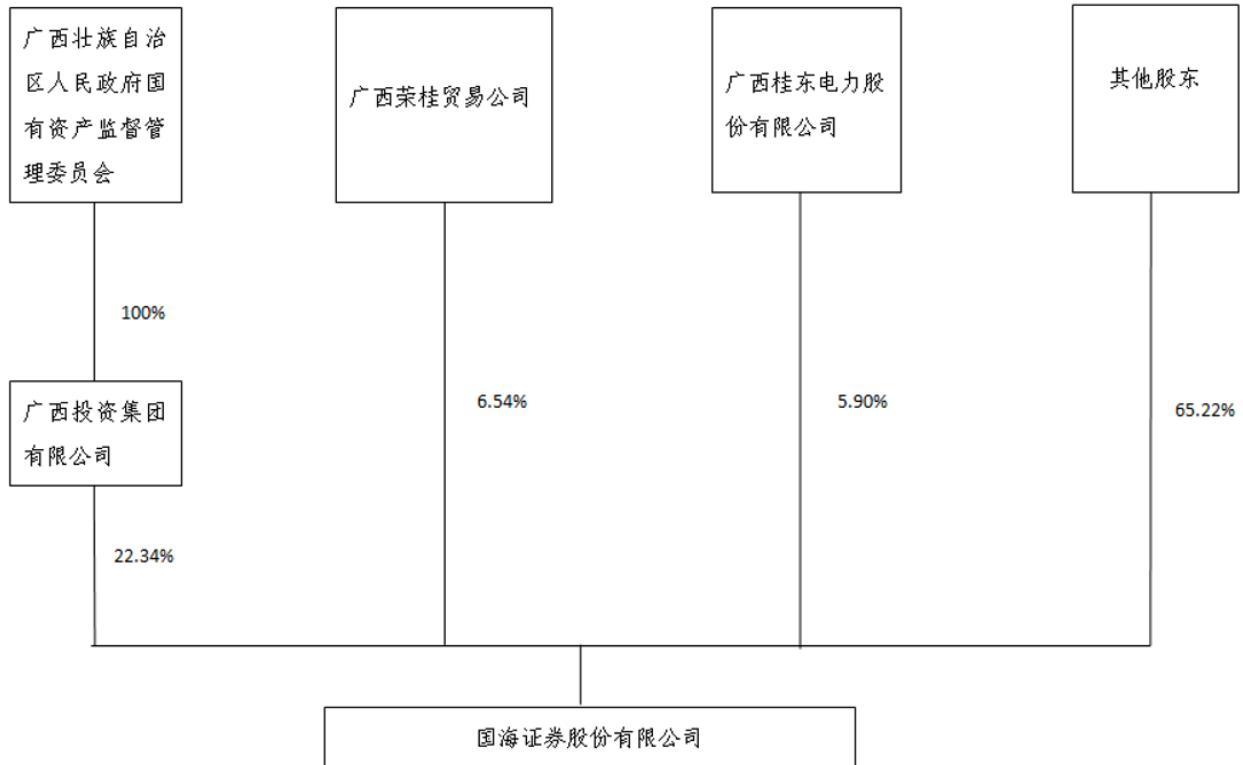 广西壮族自治
区人民政府国
有资产监督管
理委员会
广西荣桂贸易公司
广西桂东电力股
份有限公司
其他股东
100%
广西投资集团
有限公司
6.54%
5.90%
65.22%
22.34%
国海证券股份有限公司